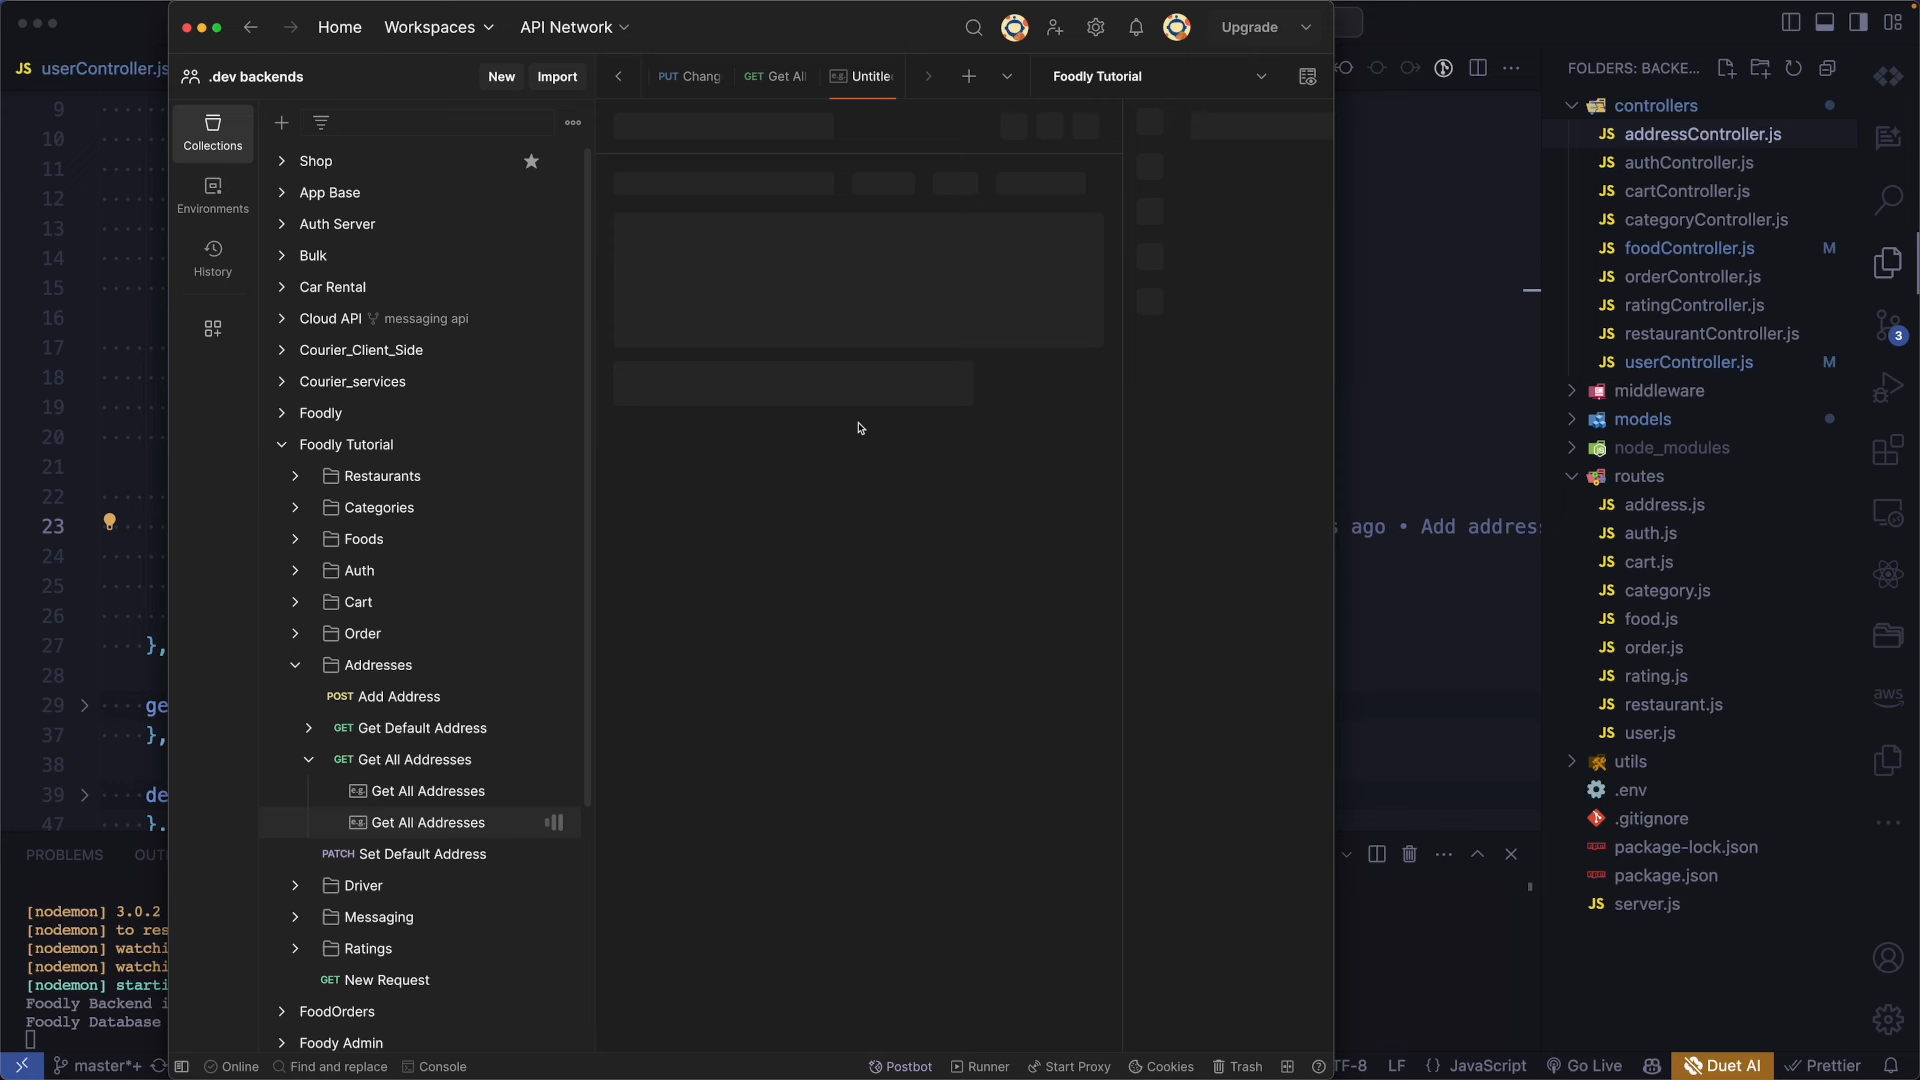 Home
Workspaces
API Network
Upgrade
JS userController.js
.dev backends
New
Import
PUT Chang
GET Get All
e.g. Untitle
Foodly Tutorial
FOLDERS: BACKE...
Collections
Environments
History
Shop
App Base
Auth Server
Bulk
Car Rental
Cloud API messaging api
Courier_Client_Side
Courier_services
Foodly
Foodly Tutorial
Restaurants
Categories
Foods
Auth
Cart
Order
Addresses
POST Add Address
GET Get Default Address
GET Get All Addresses
e.g. Get All Addresses
e.g. Get All Addresses
PATCH Set Default Address
Driver
Messaging
Ratings
GET New Request
FoodOrders
Foody Admin
9
10
11
12
13
14
15
16
17
18
19
20
21
22
23
24
25
26
27 },
28
29 ge
37 },
38
39 de
47 }.
ago • Add addres
controllers
JS addressController.js
JS authController.js
JS cartController.js
JS categoryController.js
JS foodController.js M
JS orderController.js
JS ratingController.js
JS restaurantController.js
JS userController.js M
middleware
models
node_modules
routes
JS address.js
JS auth.js
JS cart.js
JS category.js
JS food.js
JS order.js
JS rating.js
JS restaurant.js
JS user.js
utils
.env
.gitignore
package-lock.json
package.json
JS server.js
3
aws
PROBLEMS
OUT
[nodemon] 3.0.2
[nodemon] to res
[nodemon] watchi
[nodemon] watchi
[nodemon] starti
Foodly Backend i
Foodly Database
master*+
Online
Find and replace
Console
Postbot
Runner
Start Proxy
Cookies
Trash
TF-8
LF
{} JavaScript
Go Live
Duet AI
Prettier